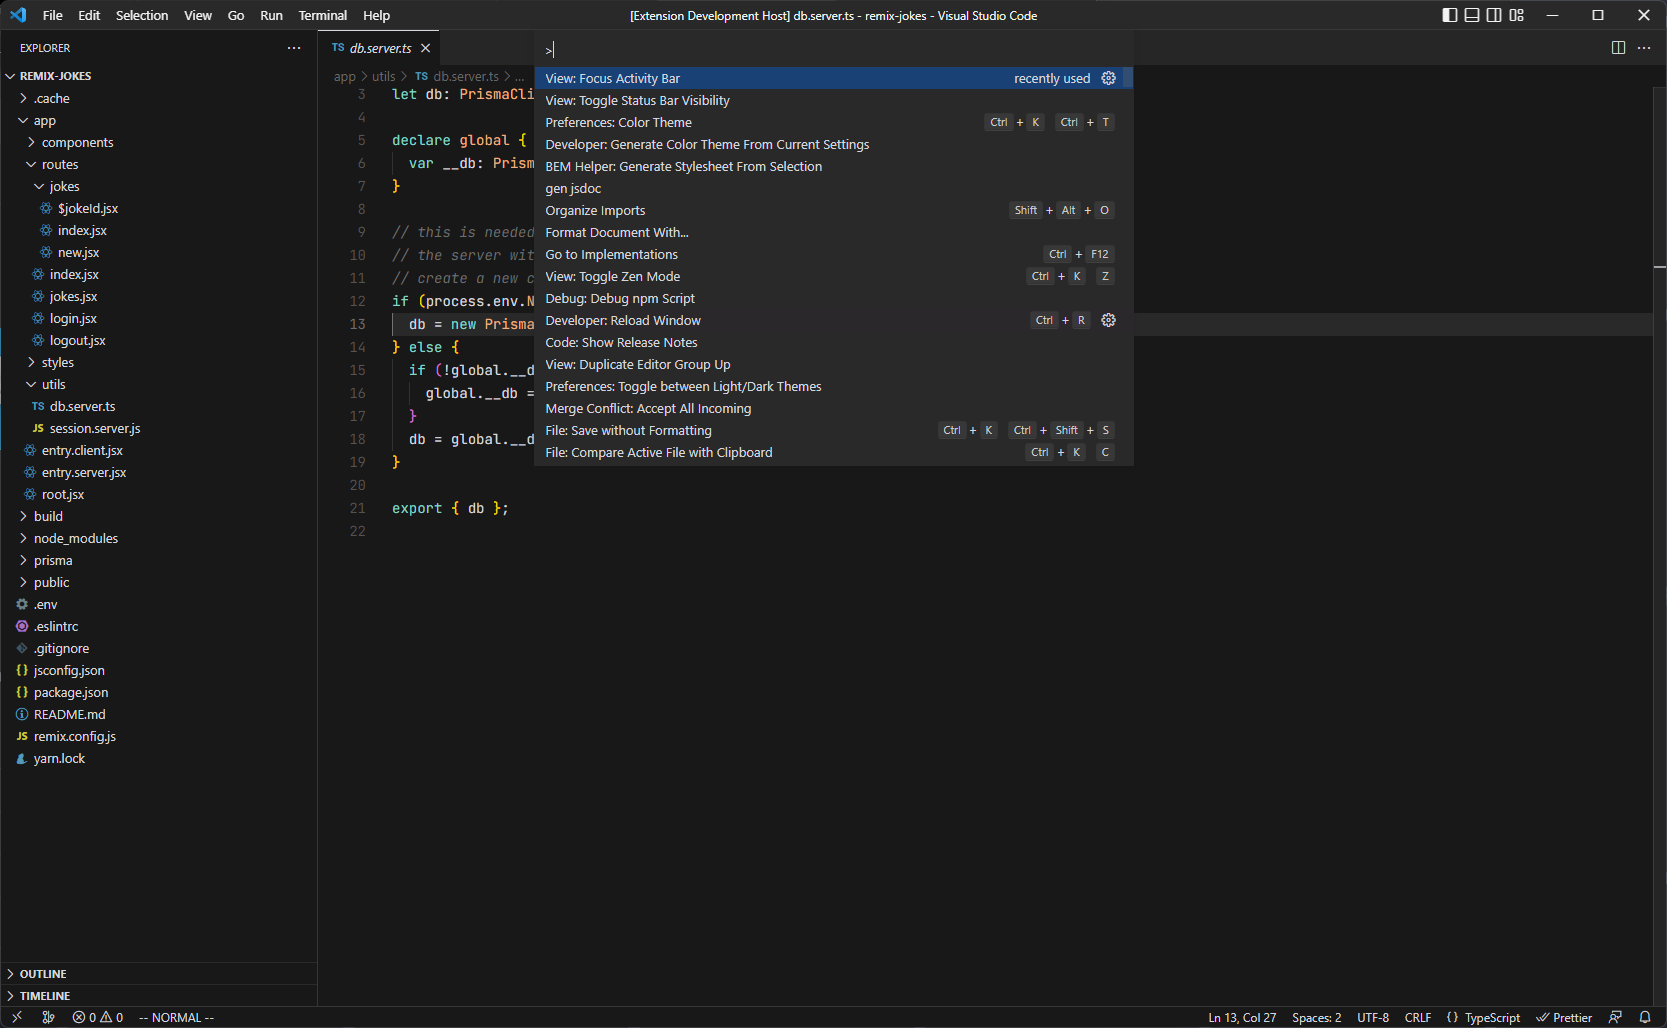 File Edit Selection View Go Run Terminal Help
[Extension Development Host] db.server.ts - remix-jokes - Visual Studio Code
EXPLORER
REMIX-JOKES
.cache
app
components
routes
jokes
$jokeId.jsx
index.jsx
new.jsx
index.jsx
jokes.jsx
login.jsx
logout.jsx
styles
utils
TS db.server.ts
JS session.server.js
entry.client.jsx
entry.server.jsx
root.jsx
build
node_modules
prisma
public
.env
.eslintrc
.gitignore
{} jsconfig.json
{} package.json
README.md
JS remix.config.js
yarn.lock
OUTLINE
TIMELINE
TS db.server.ts
app > utils > TS db.server.ts > ...
3 let db: PrismaCli
4
5 declare global {
6 var __db: Prism
7 }
8
9 // this is needed
10 // the server wit
11 // create a new c
12 if (process.env.N
13 db = new Prisma
14 } else {
15 if (!global.__d
16 global.__db =
17 }
18 db = global.__d
19 }
20
21 export { db };
22
>
View: Focus Activity Bar recently used
View: Toggle Status Bar Visibility
Preferences: Color Theme Ctrl + K Ctrl + T
Developer: Generate Color Theme From Current Settings
BEM Helper: Generate Stylesheet From Selection
gen jsdoc
Organize Imports Shift + Alt + O
Format Document With...
Go to Implementations Ctrl + F12
View: Toggle Zen Mode Ctrl + K Z
Debug: Debug npm Script
Developer: Reload Window Ctrl + R
Code: Show Release Notes
View: Duplicate Editor Group Up
Preferences: Toggle between Light/Dark Themes
Merge Conflict: Accept All Incoming
File: Save without Formatting Ctrl + K Ctrl + Shift + S
File: Compare Active File with Clipboard Ctrl + K C
0 0 -- NORMAL -- Ln 13, Col 27 Spaces: 2 UTF-8 CRLF {} TypeScript Prettier